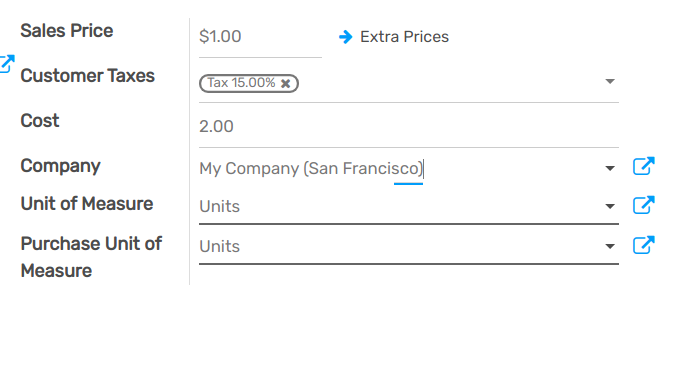 Sales Price
$1.00
Extra Prices
Customer Taxes
Tax 15.00%
Cost
2.00
Company
My Company (San Francisco)
Unit of Measure
Units
Purchase Unit of
Measure
Units